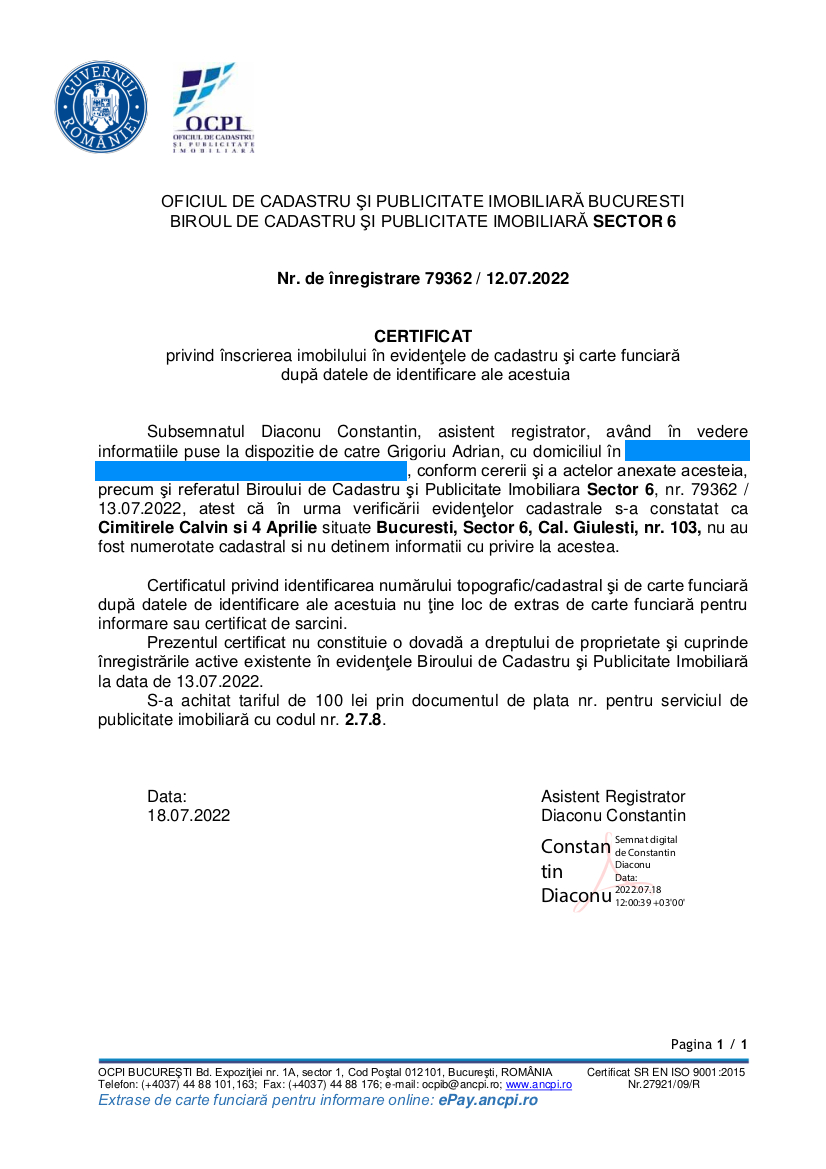 GUVERNUL ROMÂNIEI
OCPI
OFICIUL DE CADASTRU
ŞI PUBLICITATE
IMOBILIARĂ
OFICIUL DE CADASTRU ŞI PUBLICITATE IMOBILIARĂ BUCURESTI
BIROUL DE CADASTRU ŞI PUBLICITATE IMOBILIARĂ SECTOR 6
Nr. de înregistrare 79362 / 12.07.2022
CERTIFICAT
privind înscrierea imobilului în evidenţele de cadastru şi carte funciară
după datele de identificare ale acestuia
Subsemnatul Diaconu Constantin, asistent registrator, având în vedere
informatiile puse la dispozitie de catre Grigoriu Adrian, cu domiciliul în
, conform cererii şi a actelor anexate acesteia,
precum şi referatul Biroului de Cadastru şi Publicitate Imobiliara Sector 6, nr. 79362 /
13.07.2022, atest că în urma verificării evidenţelor cadastrale s-a constatat ca
Cimitirele Calvin si 4 Aprilie situate Bucuresti, Sector 6, Cal. Giulesti, nr. 103, nu au
fost numerotate cadastral si nu detinem informatii cu privire la acestea.
Certificatul privind identificarea numărului topografic/cadastral şi de carte funciară
după datele de identificare ale acestuia nu ţine loc de extras de carte funciară pentru
informare sau certificat de sarcini.
Prezentul certificat nu constituie o dovadă a dreptului de proprietate şi cuprinde
înregistrările active existente în evidenţele Biroului de Cadastru şi Publicitate Imobiliară
la data de 13.07.2022.
S-a achitat tariful de 100 lei prin documentul de plata nr. pentru serviciul de
publicitate imobiliară cu codul nr. 2.7.8.
Data:
18.07.2022
Asistent Registrator
Diaconu Constantin
Constan
tin
Diaconu
Semnat digital
de Constantin
Diaconu
Data:
2022.07.18
12:00:39 +03'00'
Pagina 1 / 1
OCPI BUCUREŞTI Bd. Expoziţiei nr. 1A, sector 1, Cod Poştal 012101, Bucureşti, ROMÂNIA
Telefon: (+4037) 44 88 101,163; Fax: (+4037) 44 88 176; e-mail: ocpib@ancpi.ro; www.ancpi.ro
Certificat SR EN ISO 9001:2015
Nr.27921/09/R
Extrase de carte funciară pentru informare online: ePay.ancpi.ro